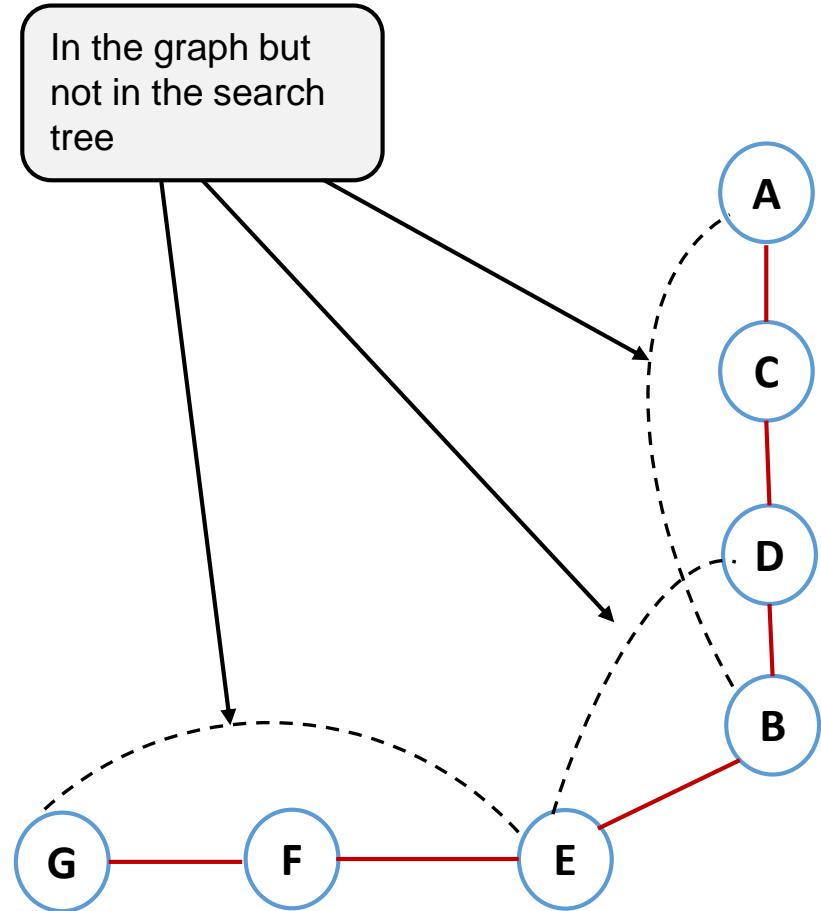 In the graph but
not in the search
tree
A
C
D
B
G F E